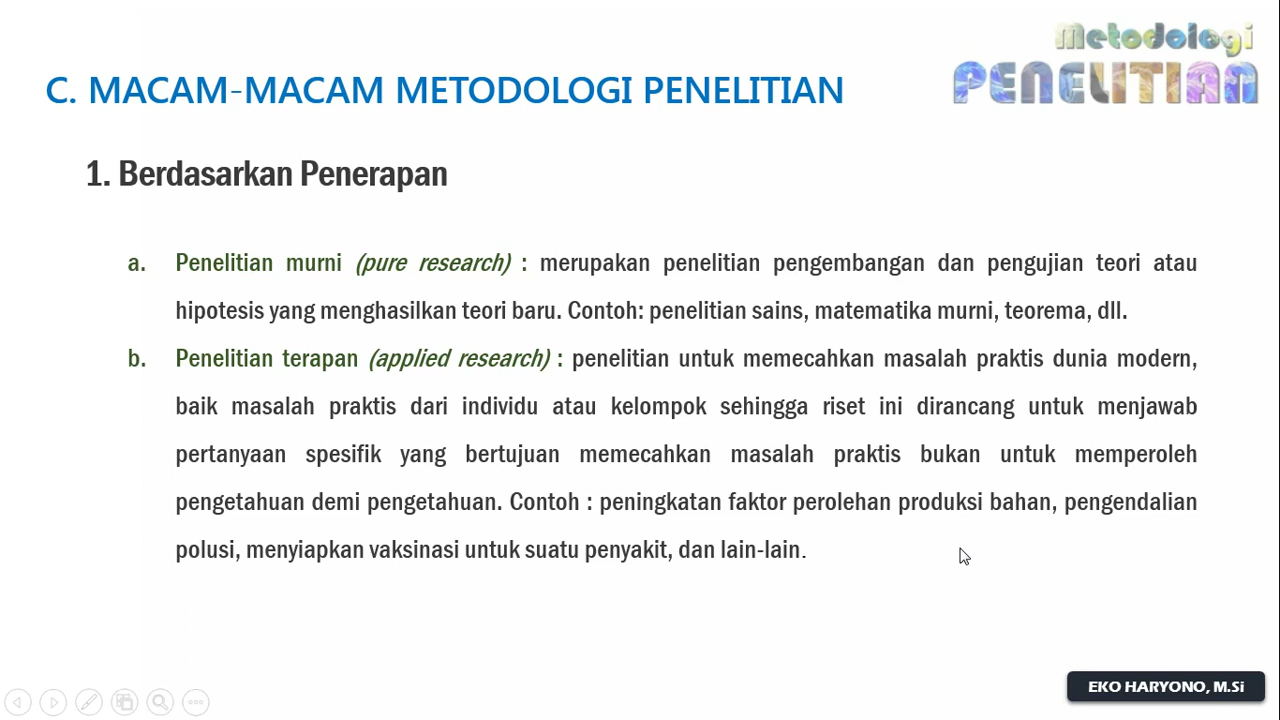 Metodologi
PENELITIAN
C. MACAM-MACAM METODOLOGI PENELITIAN
1. Berdasarkan Penerapan
a. Penelitian murni (pure research) : merupakan penelitian pengembangan dan pengujian teori atau
hipotesis yang menghasilkan teori baru. Contoh: penelitian sains, matematika murni, teorema, dll.
b. Penelitian terapan (applied research) : penelitian untuk memecahkan masalah praktis dunia modern,
baik masalah praktis dari individu atau kelompok sehingga riset ini dirancang untuk menjawab
pertanyaan spesifik yang bertujuan memecahkan masalah praktis bukan untuk memperoleh
pengetahuan demi pengetahuan. Contoh : peningkatan faktor perolehan produksi bahan, pengendalian
polusi, menyiapkan vaksinasi untuk suatu penyakit, dan lain-lain.
EKO HARYONO, M.Si